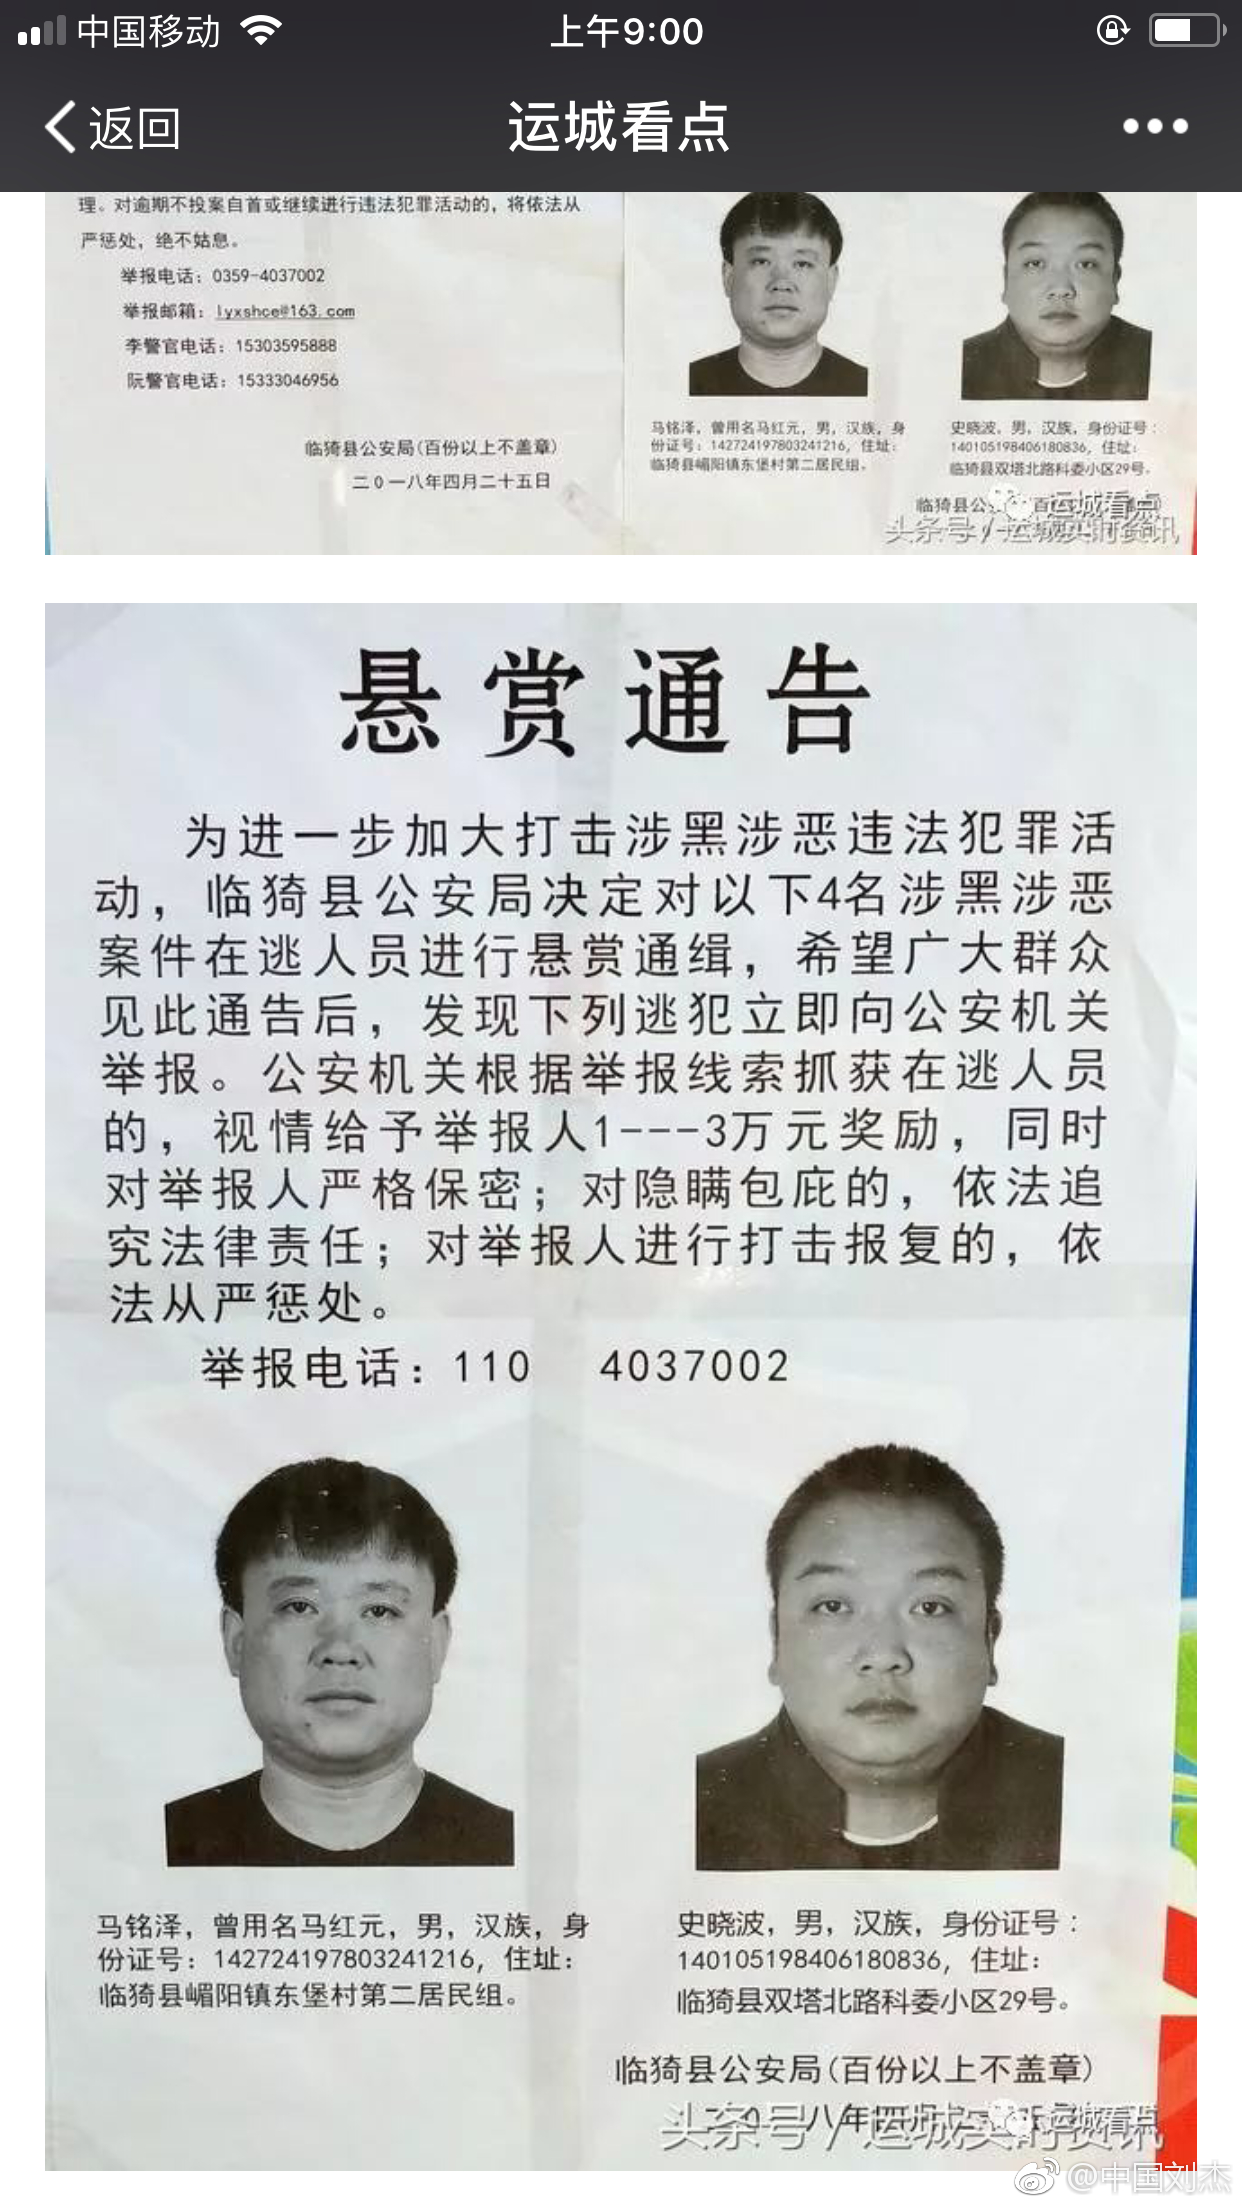 中国移动
上午9:00
返回
运城看点
理。对逾期不投案自首或继续进行违法犯罪活动的，将依法从
严惩处，绝不姑息。
举报电话：0359-4037002
举报邮箱：lyxshce@163.com
李警官电话：15303595888
阮警官电话：15333046956
临猗县公安局(百份以上不盖章)
二0一八年四月二十五日
马铭泽，曾用名马红元，男，汉族，身
份证号：142724197803241216，住址：
临猗县嵋阳镇东堡村第二居民组。
史晓波，男，汉族，身份证号：
140105198406180836，住址：
临猗县双塔北路科委小区29号。
临猗县公
运城看点
头条号／运城实时资讯
悬赏通告
为进一步加大打击涉黑涉恶违法犯罪活
动，临猗县公安局决定对以下4名涉黑涉恶
案件在逃人员进行悬赏通缉，希望广大群众
见此通告后，发现下列逃犯立即向公安机关
举报。公安机关根据举报线索抓获在逃人员
的，视情给予举报人1---3万元奖励，同时
对举报人严格保密；对隐瞒包庇的，依法追
究法律责任；对举报人进行打击报复的，依
法从严惩处。
举报电话：110 4037002
马铭泽，曾用名马红元，男，汉族，身
份证号：142724197803241216，住址：
临猗县嵋阳镇东堡村第二居民组。
史晓波，男，汉族，身份证号：
140105198406180836，住址：
临猗县双塔北路科委小区29号。
临猗县公安局(百份以上不盖章)
八年四月
运城看点
头条号／运城实时资讯
@中国刘杰